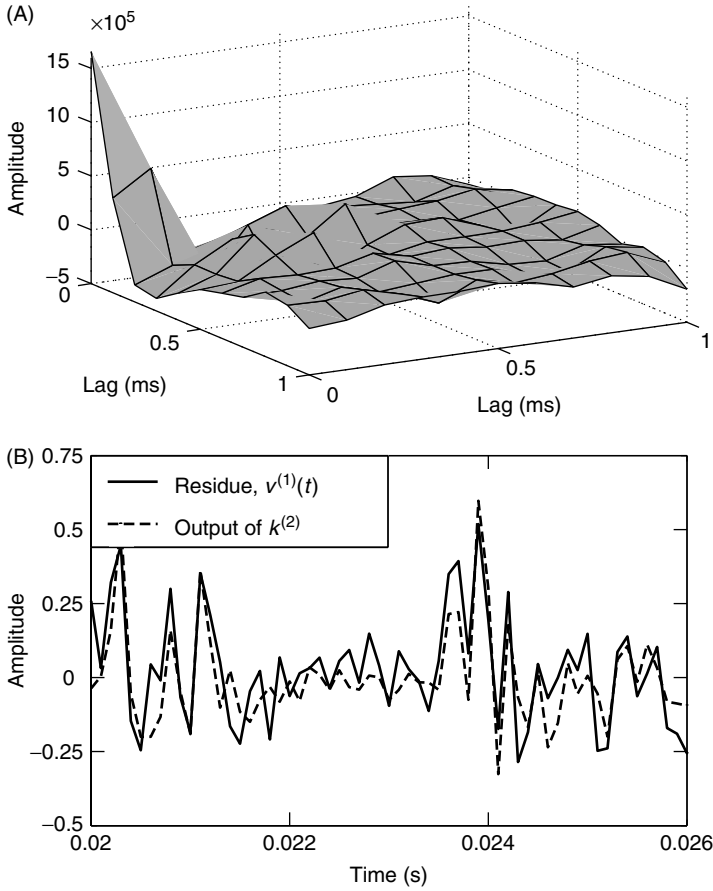 (A)
×10⁵
15
10
5
0
−5
Amplitude
0
0.5
1
Lag (ms)
0
0.5
1
Lag (ms)
(B)
0.75
0.5
0.25
0
−0.25
−0.5
Amplitude
Residue, v⁽¹⁾(t)
Output of k⁽²⁾
0.02
0.022
0.024
0.026
Time (s)